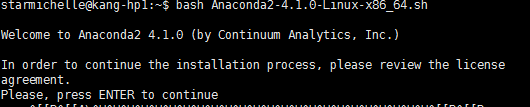 starmichelle@kang-hp1:~$ bash Anaconda2-4.1.0-Linux-x86_64.sh
Welcome to Anaconda2 4.1.0 (by Continuum Analytics, Inc.)
In order to continue the installation process, please review the license
agreement.
Please, press ENTER to continue